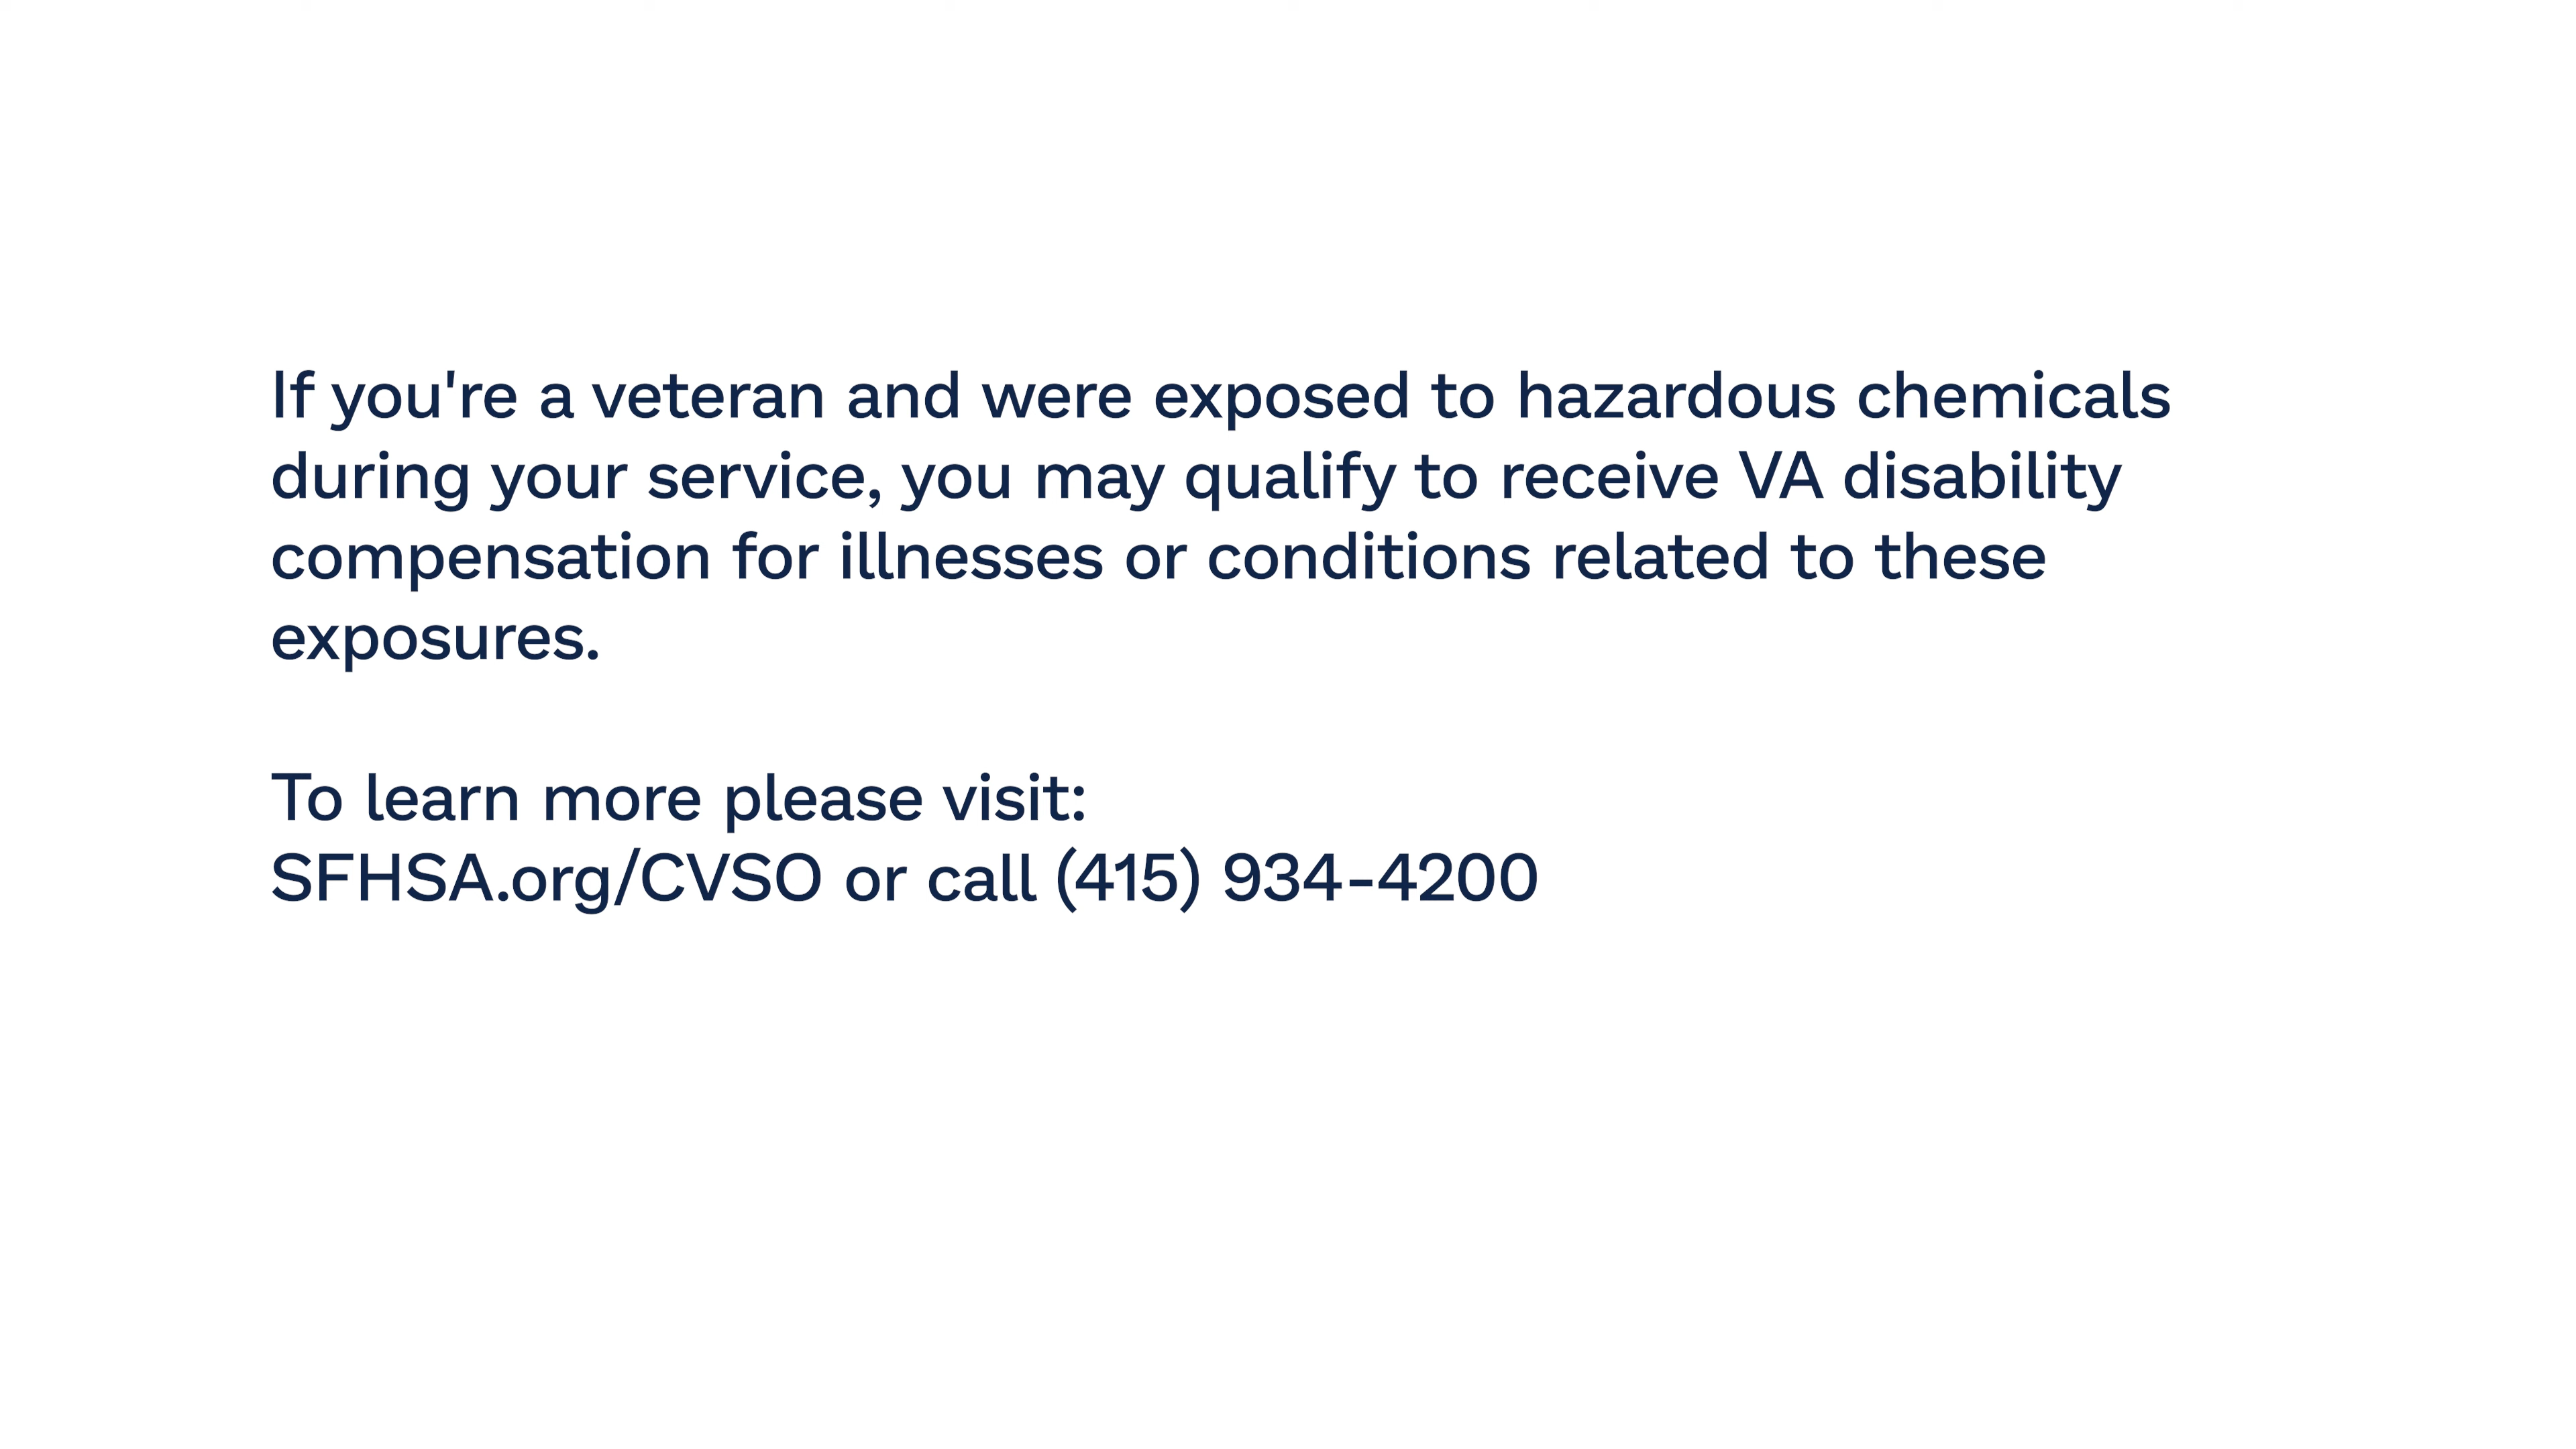 If you're a veteran and were exposed to hazardous chemicals
during your service, you may qualify to receive VA disability
compensation for illnesses or conditions related to these
exposures.
To learn more please visit:
SFHSA.org/CVSO or call (415) 934-4200